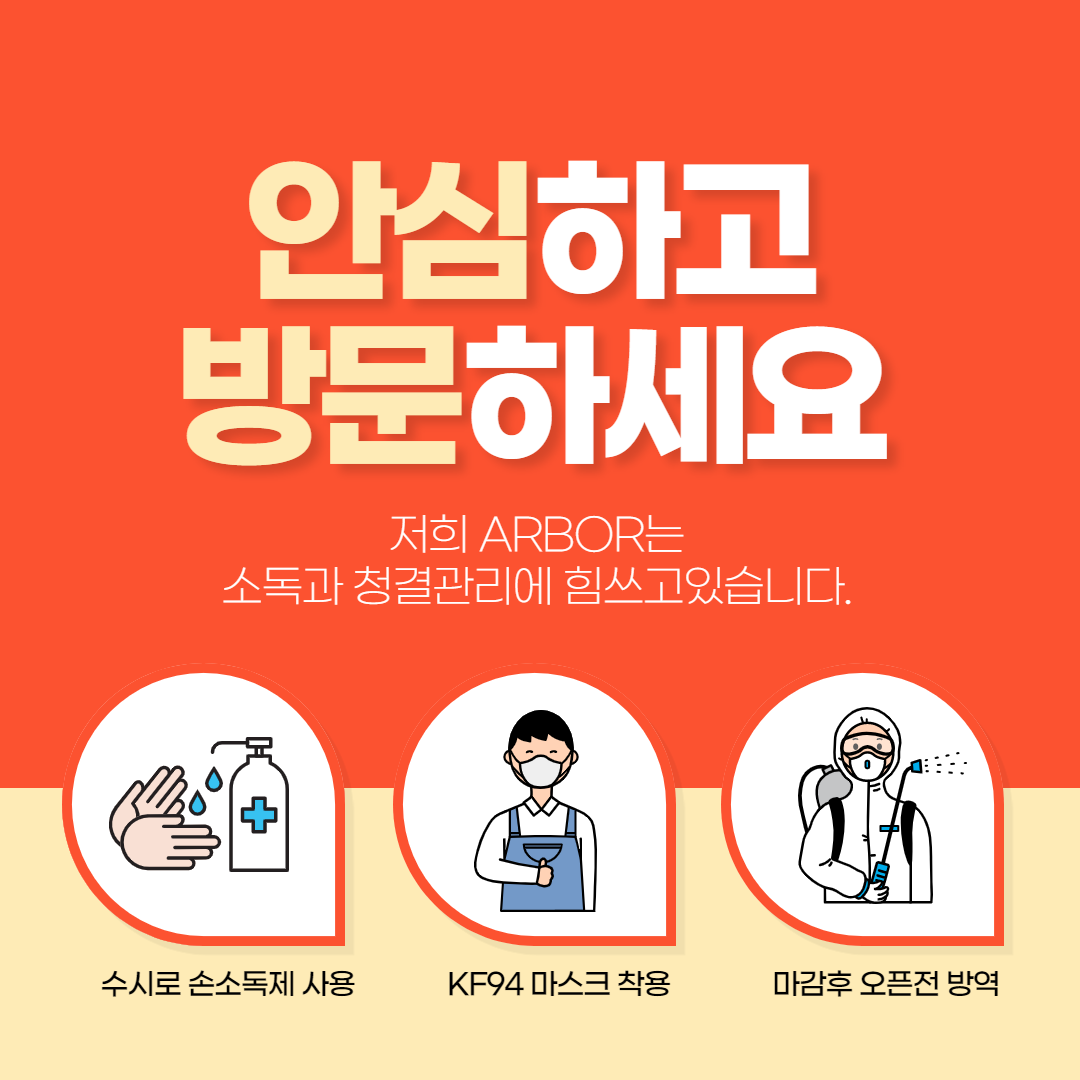 안심하고
방문하세요
저희 ARBOR는
소독과 청결관리에 힘쓰고있습니다.
수시로 손소독제 사용
KF94 마스크 착용
마감후 오픈전 방역